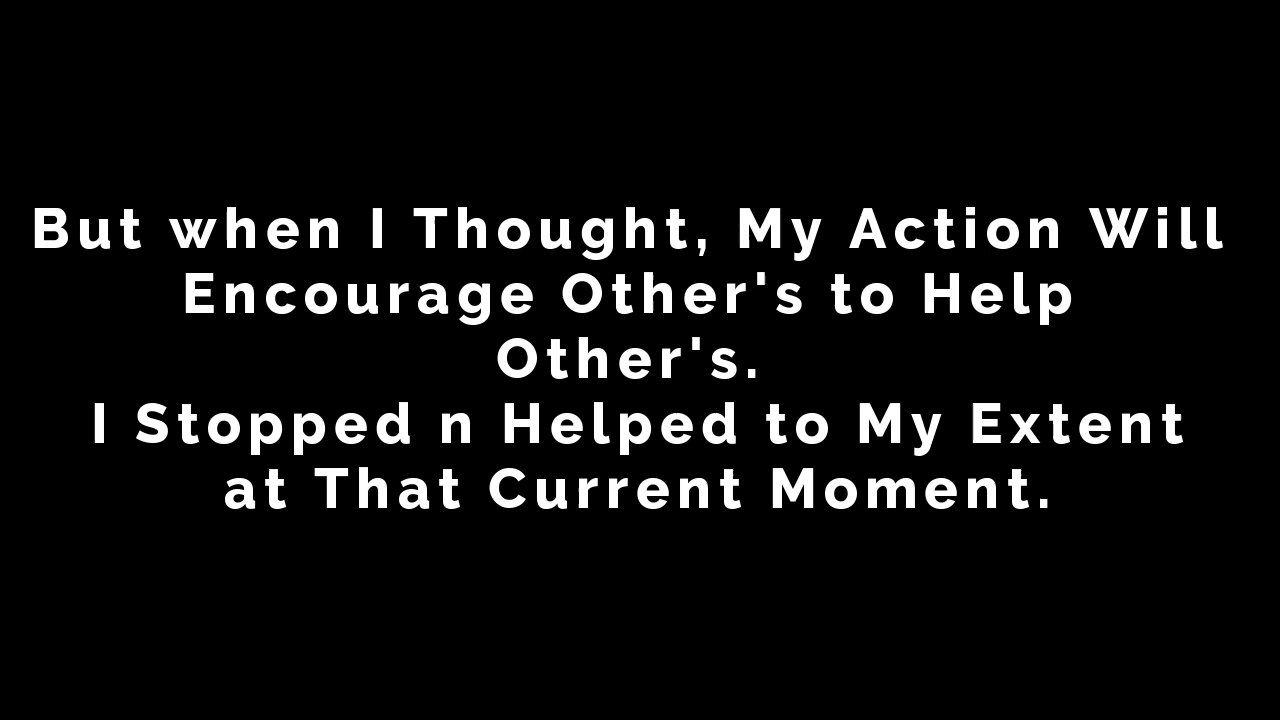 But when I Thought, My Action Will
Encourage Other's to Help
Other's.
I Stopped n Helped to My Extent
at That Current Moment.